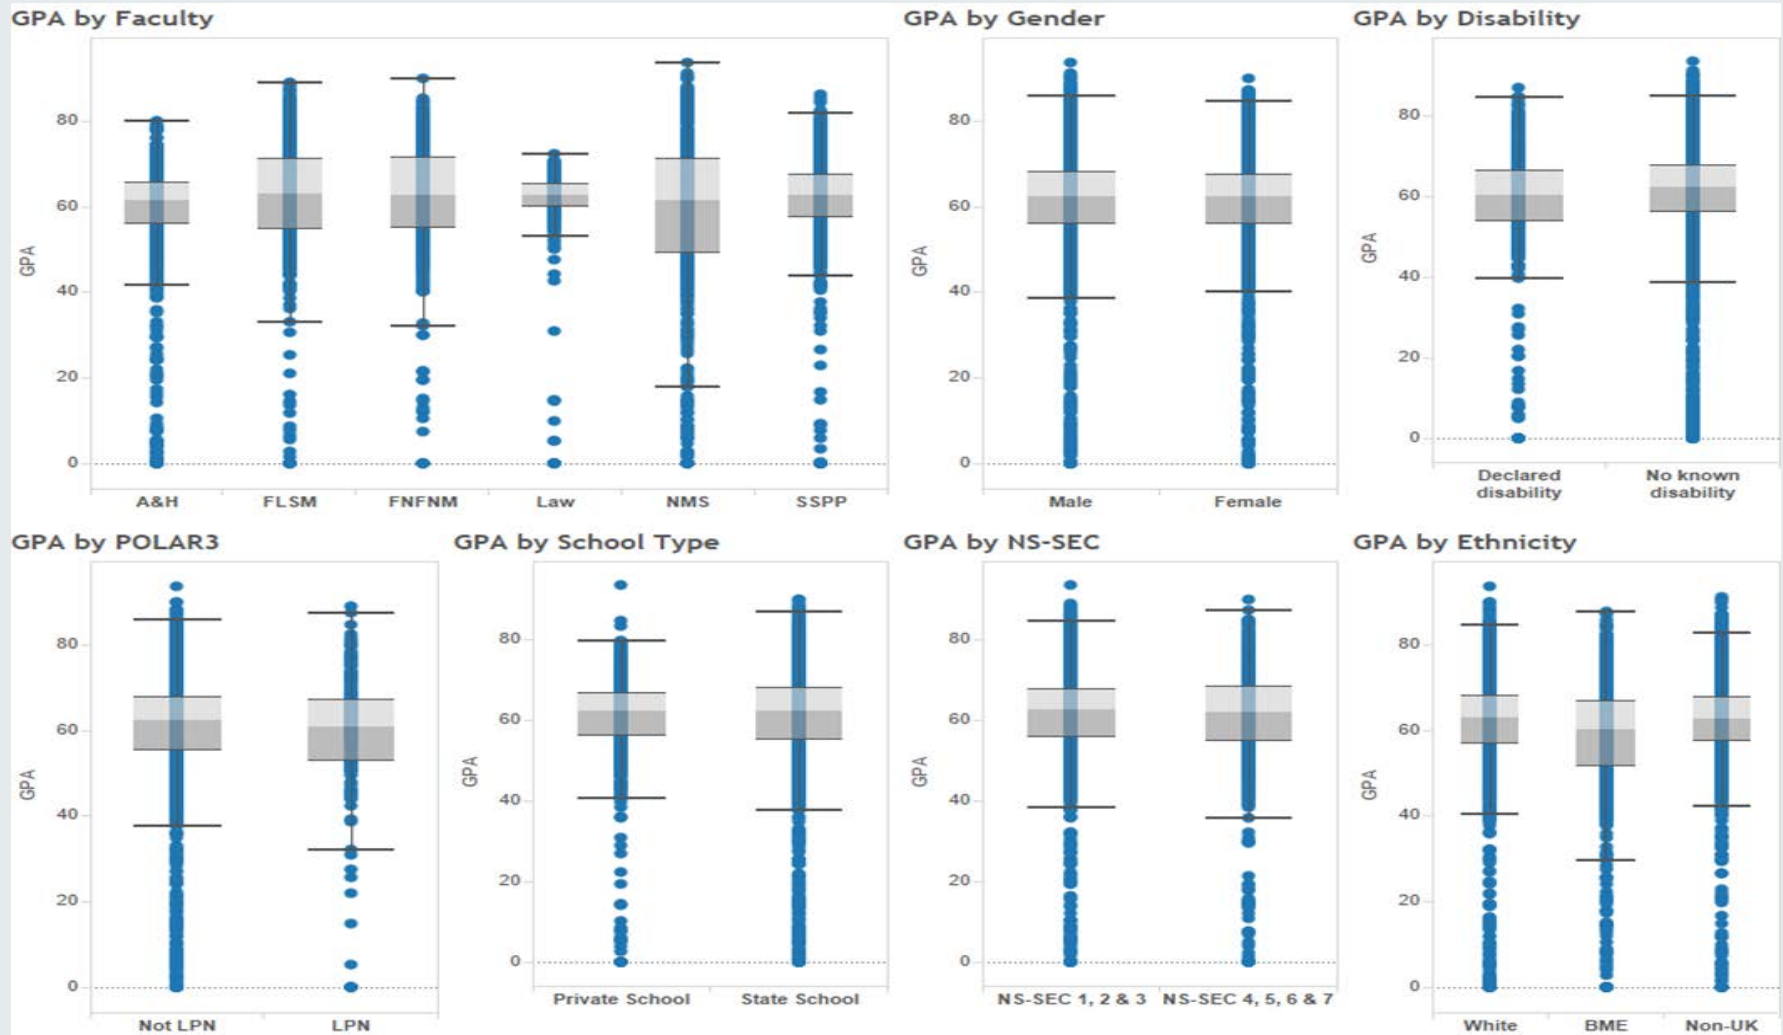 GPA by Faculty
GPA
80
60
40
20
0
A&H FLSM FNFNM Law NMS SSPP
GPA by Gender
GPA
80
60
40
20
0
Male Female
GPA by Disability
GPA
80
60
40
20
0
Declared No known
disability disability
GPA by POLAR3
GPA
80
60
40
20
0
Not LPN LPN
GPA by School Type
GPA
80
60
40
20
0
Private School State School
GPA by NS-SEC
GPA
80
60
40
20
0
NS-SEC 1, 2 & 3 NS-SEC 4, 5, 6 & 7
GPA by Ethnicity
GPA
80
60
40
20
0
White BME Non-UK